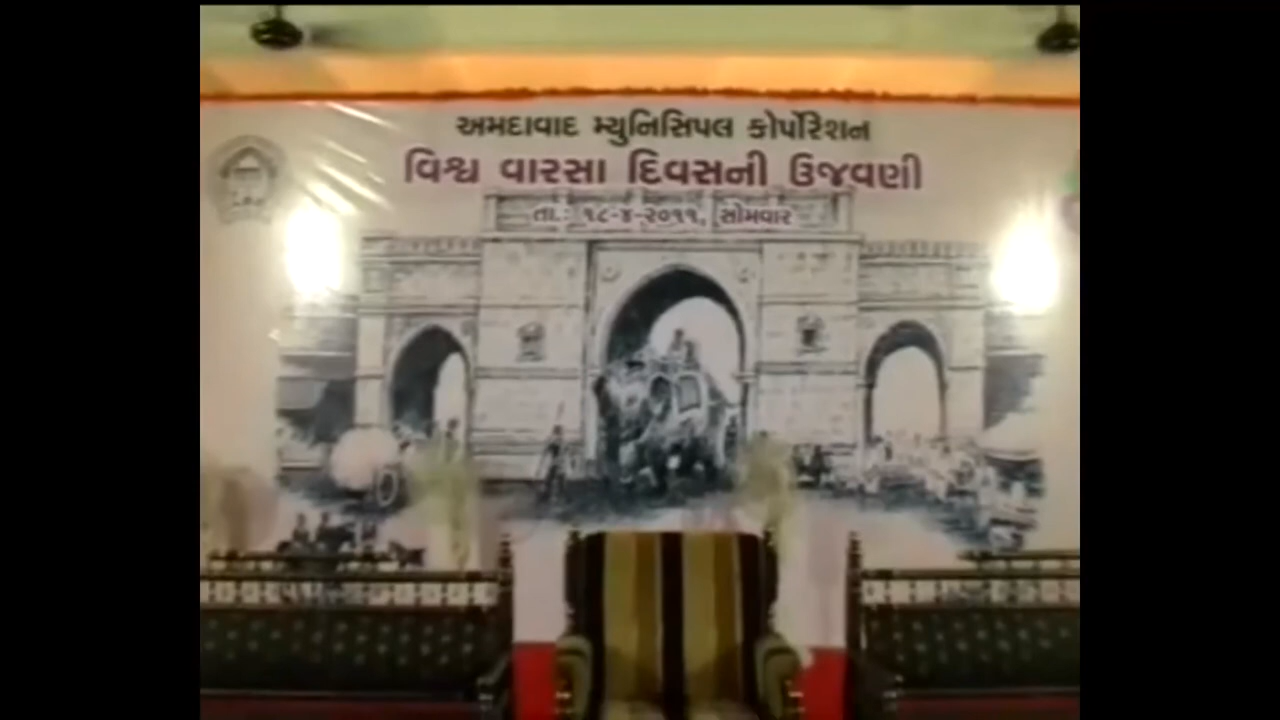 અમદાવાદ મ્યુનિસિપલ કોર્પોરેશન
વિશ્વ વારસા દિવસની ઉજવણી
તા.: ૧૮-૪-૨૦૧૧, સોમવાર